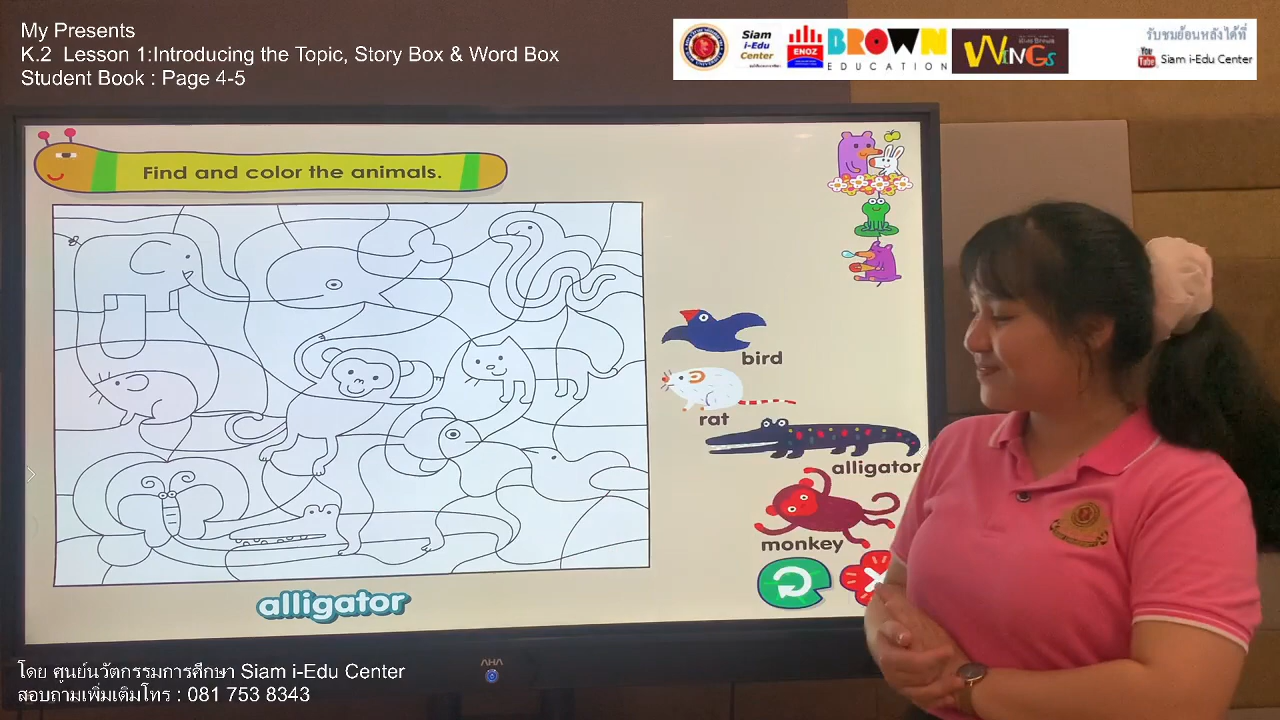 My Presents
K.2 Lesson 1:Introducing the Topic, Story Box & Word Box
Student Book : Page 4-5
Siam
i-Edu
Center
ENOZ
BROWN
EDUCATION
WiNGS
รับชมย้อนหลังได้ที่
You
Tube
Siam i-Edu Center
Find and color the animals.
bird
rat
alligator
monkey
alligator
AHA
โดย ศูนย์นวัตกรรมการศึกษา Siam i-Edu Center
สอบถามเพิ่มเติมโทร : 081 753 8343